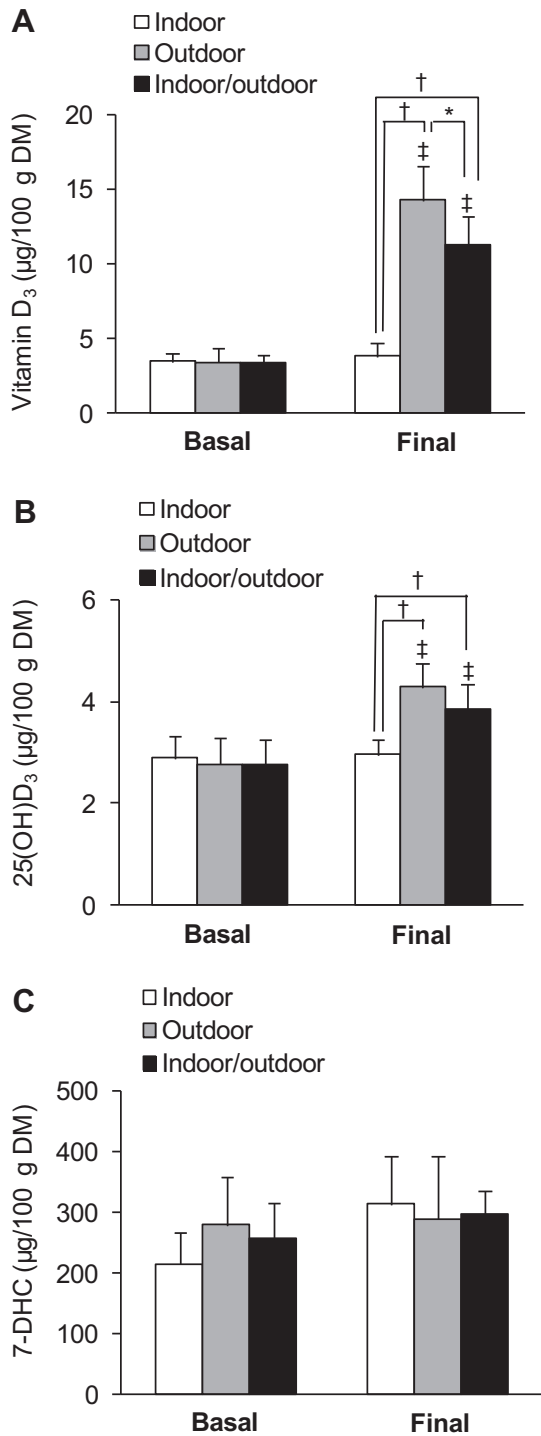 A
Indoor
Outdoor
Indoor/outdoor
Vitamin D3 (µg/100 g DM)
20
15
10
5
0
†
† *
‡
‡
Basal Final
B
Indoor
Outdoor
Indoor/outdoor
25(OH)D3 (µg/100 g DM)
6
4
2
0
†
†
‡
‡
Basal Final
C
Indoor
Outdoor
Indoor/outdoor
7-DHC (µg/100 g DM)
500
400
300
200
100
0
Basal Final